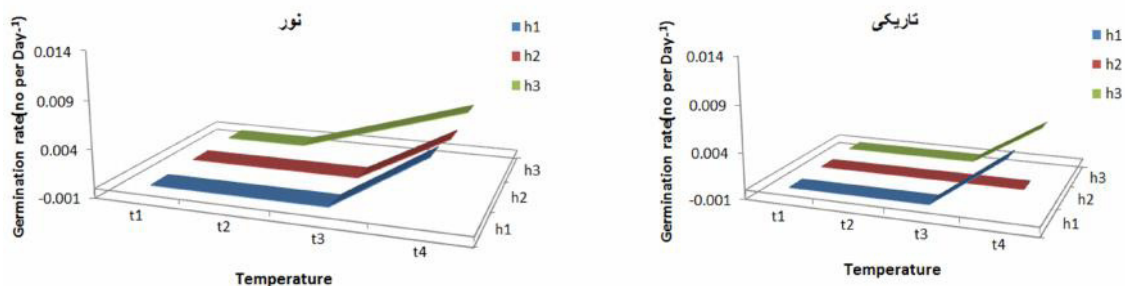 نور
Germination rate(no per Day-1)
0.014
0.009
0.004
-0.001
t1
t2
t3
t4
h1
h2
h3
Temperature
h1
h2
h3
تاریکی
Germination rate(no per Day-1)
0.014
0.009
0.004
-0.001
t1
t2
t3
t4
h1
h2
h3
Temperature
h1
h2
h3